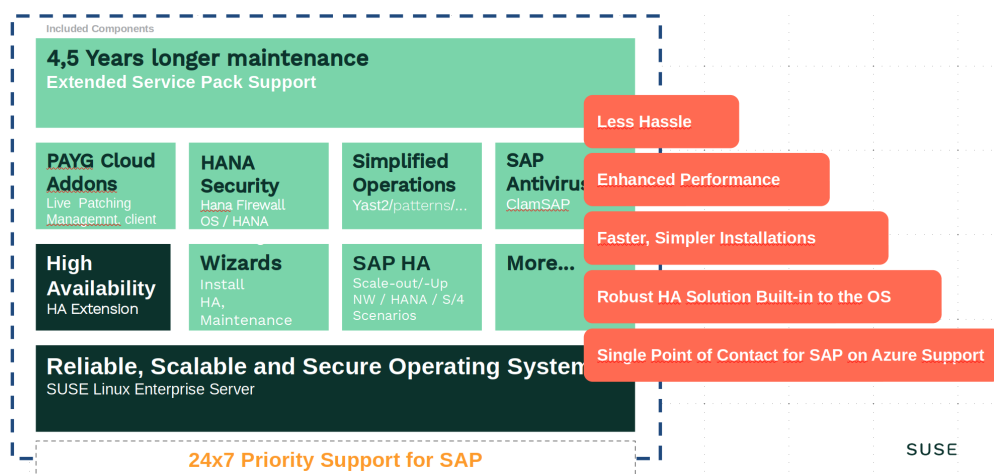 Included Components
4,5 Years longer maintenance
Extended Service Pack Support
PAYG Cloud
Addons
Live Patching
Managemnt. client
HANA
Security
Hana Firewall
OS / HANA
Simplified
Operations
Yast2/patterns/...
SAP
Antivirus
ClamSAP
High
Availability
HA Extension
Wizards
Install
HA,
Maintenance
SAP HA
Scale-out/-Up
NW / HANA / S/4
Scenarios
More...
Reliable, Scalable and Secure Operating System
SUSE Linux Enterprise Server
24x7 Priority Support for SAP
Less Hassle
Enhanced Performance
Faster, Simpler Installations
Robust HA Solution Built-in to the OS
Single Point of Contact for SAP on Azure Support
SUSE